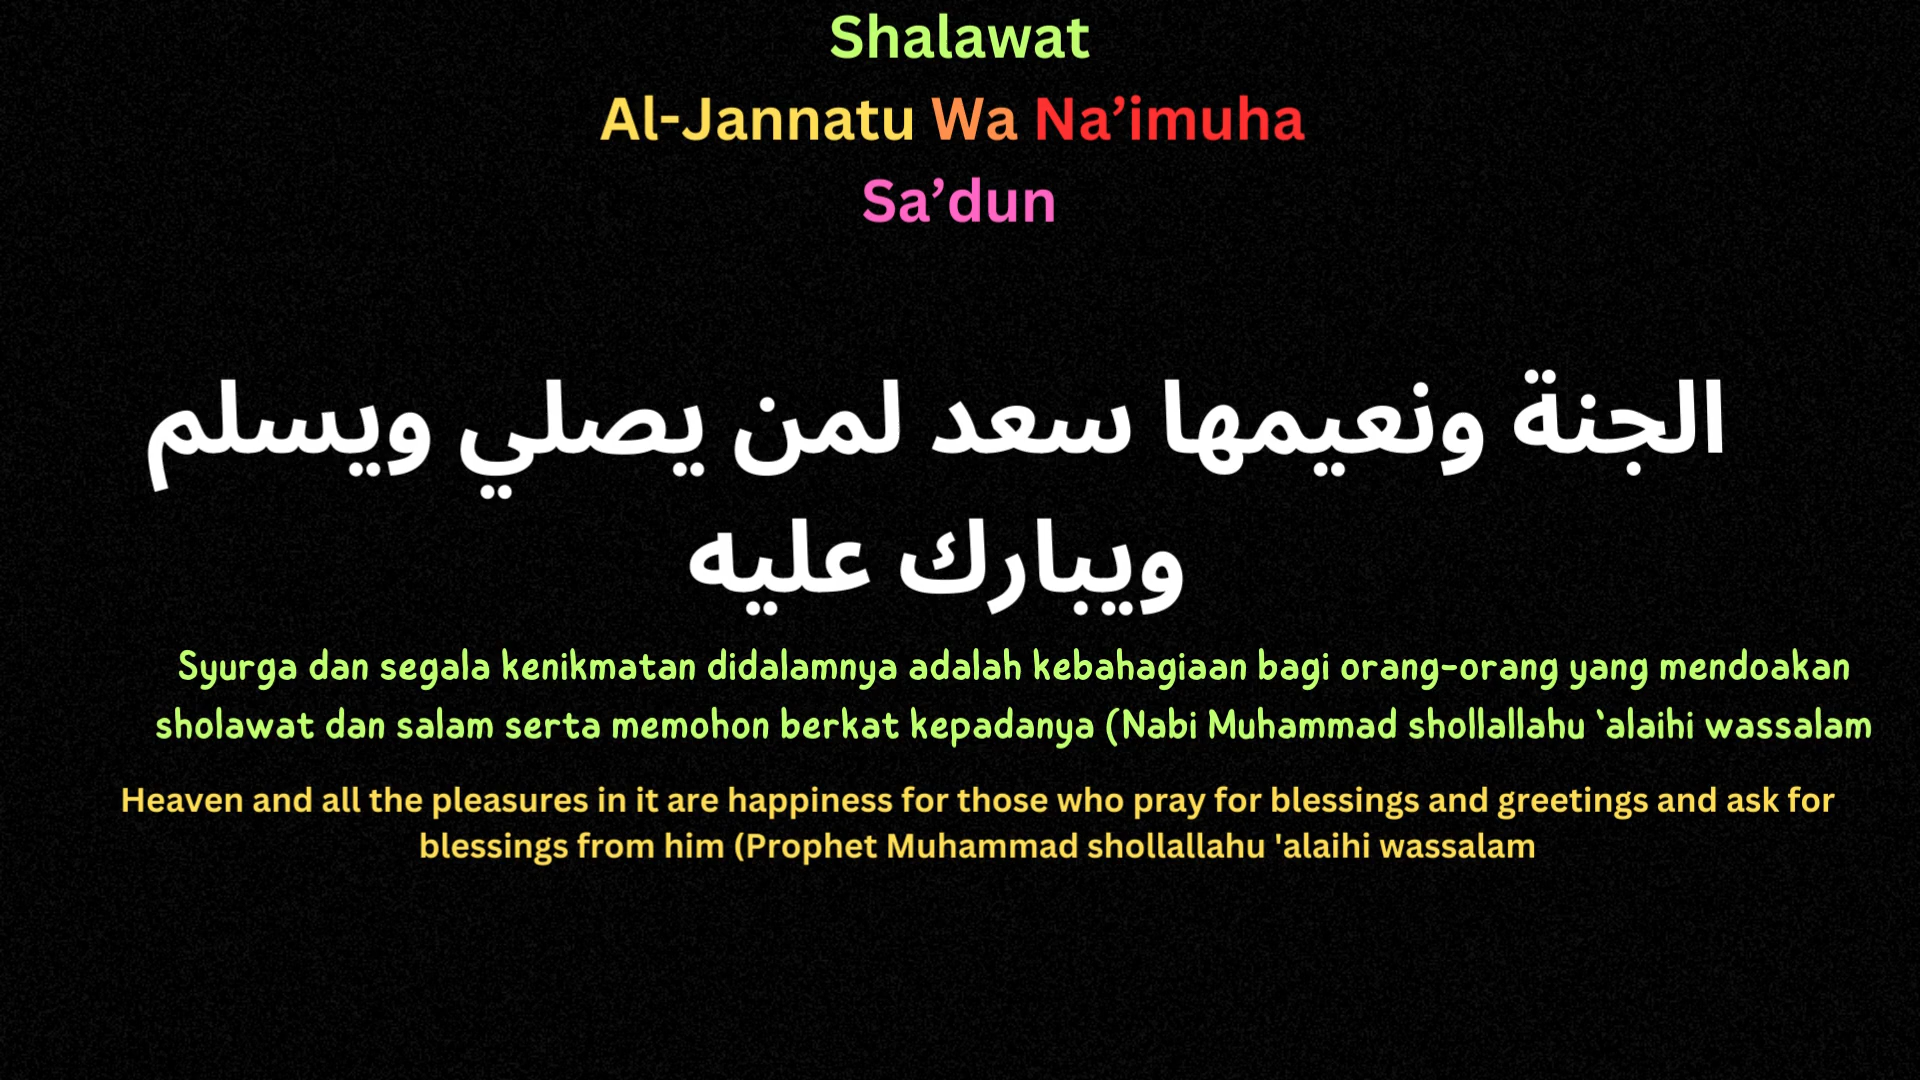 Shalawat
Al-Jannatu Wa Na’imuha
Sa’dun
الجنة ونعيمها سعد لمن يصلي ويسلم
ويبارك عليه
Syurga dan segala kenikmatan didalamnya adalah kebahagiaan bagi orang-orang yang mendoakan
sholawat dan salam serta memohon berkat kepadanya (Nabi Muhammad shollallahu ‘alaihi wassalam
Heaven and all the pleasures in it are happiness for those who pray for blessings and greetings and ask for
blessings from him (Prophet Muhammad shollallahu 'alaihi wassalam